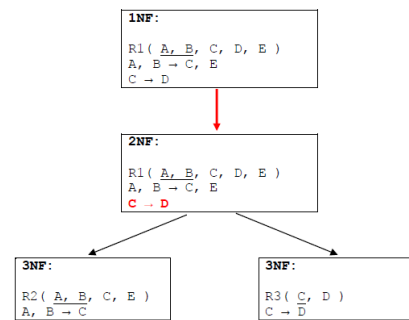 1NF:
R1( A, B, C, D, E )
A, B → C, E
C → D
2NF:
R1( A, B, C, D, E )
A, B → C, E
C → D
3NF:
R2( A, B, C, E )
A, B → C
3NF:
R3( C, D )
C → D